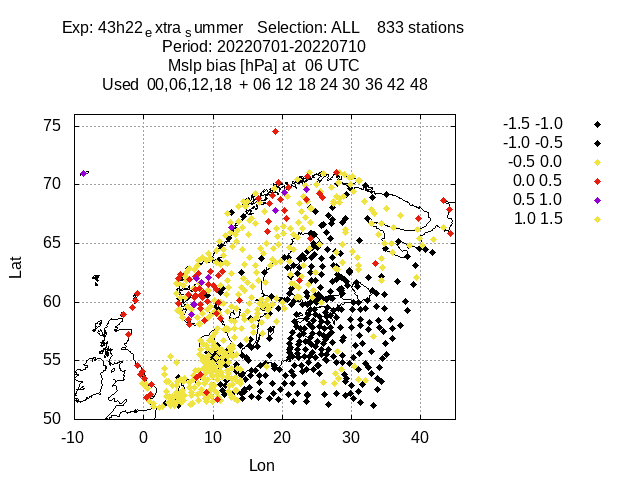 Exp: 43h22e xtra summer   Selection: ALL    833 stations
Period: 20220701-20220710
Mslp bias [hPa] at  06 UTC
Used  00,06,12,18  + 06 12 18 24 30 36 42 48
-1.5 -1.0
-1.0 -0.5
-0.5 0.0
0.0 0.5
0.5 1.0
1.0 1.5
75
70
65
60
55
50
Lat
-10 0 10 20 30 40
Lon